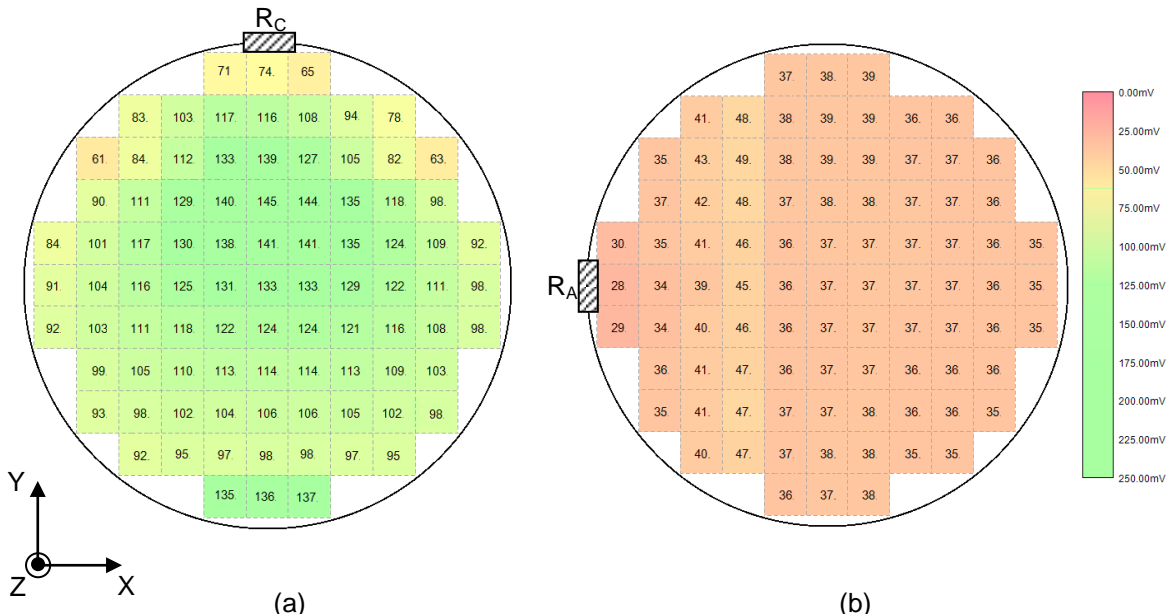 R_C
71 74. 65
83. 103 117 116 108 94. 78.
61. 84. 112 133 139 127 105 82. 63.
90. 111 129 140 145 144 135 118 98.
84. 101 117 130 138 141 141. 135 124 109 92.
91. 104 116 125 131 133 133 129 122 111. 98.
92. 103 111 118 122 124 124 121 116 108 98.
99 105 110 113 114 114 113 109 103
93. 98. 102 104. 106 106 105 102. 98
92. 95 97 98. 98 97 95
135. 136. 137.
Y
Z
X
(a)
37. 38. 39
41. 48. 38 39. 39. 36. 36
35 43. 49. 38 39. 39. 37. 37. 36.
37 42. 48. 37 38. 38 37. 37. 36.
30. 35 41. 46. 36 37. 37. 37. 37. 36. 35
R_A
28 34 39. 45. 36 37. 37. 37. 37. 36. 35
29 34 40. 46. 36 37. 37. 37. 37. 36. 35
36 41. 47. 36 37. 38. 37. 36. 36.
35 41. 47. 37 37. 38 36. 36. 35.
40. 47. 37 38. 38. 35. 35.
36 37. 38
(b)
0.00mV
25.00mV
50.00mV
75.00mV
100.00mV
125.00mV
150.00mV
175.00mV
200.00mV
225.00mV
250.00mV